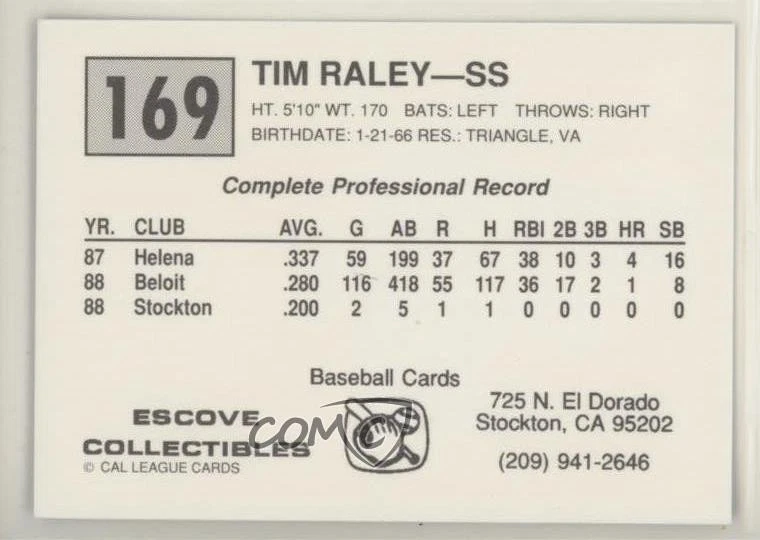 169
TIM RALEY—SS
HT. 5'10" WT. 170 BATS: LEFT THROWS: RIGHT
BIRTHDATE: 1-21-66 RES.: TRIANGLE, VA
Complete Professional Record
YR. CLUB AVG. G AB R H RBI 2B 3B HR SB
87 Helena .337 59 199 37 67 38 10 3 4 16
88 Beloit .280 116 418 55 117 36 17 2 1 8
88 Stockton .200 2 5 1 1 0 0 0 0 0
Baseball Cards
ESCOVE
COLLECTIBLES
© CAL LEAGUE CARDS
COMC
725 N. El Dorado
Stockton, CA 95202
(209) 941-2646